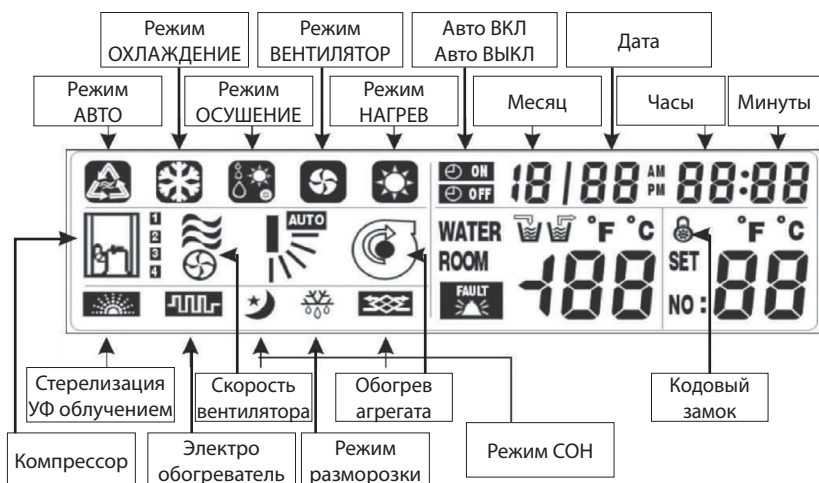 Режим
ОХЛАЖДЕНИЕ
Режим
ВЕНТИЛЯТОР
Авто ВКЛ
Авто ВЫКЛ
Дата
Режим
АВТО
Режим
ОСУШЕНИЕ
Режим
НАГРЕВ
Месяц
Часы
Минуты
ON
OFF
18/88 AM PM 88:88
1
2
3
4
AUTO
WATER °F °C
ROOM
FAULT
-188
°F °C
SET
NO: 88
Стерелизация
УФ облучением
Скорость
вентилятора
Обогрев
агрегата
Кодовый
замок
Компрессор
Электро
обогреватель
Режим
разморозки
Режим СОН